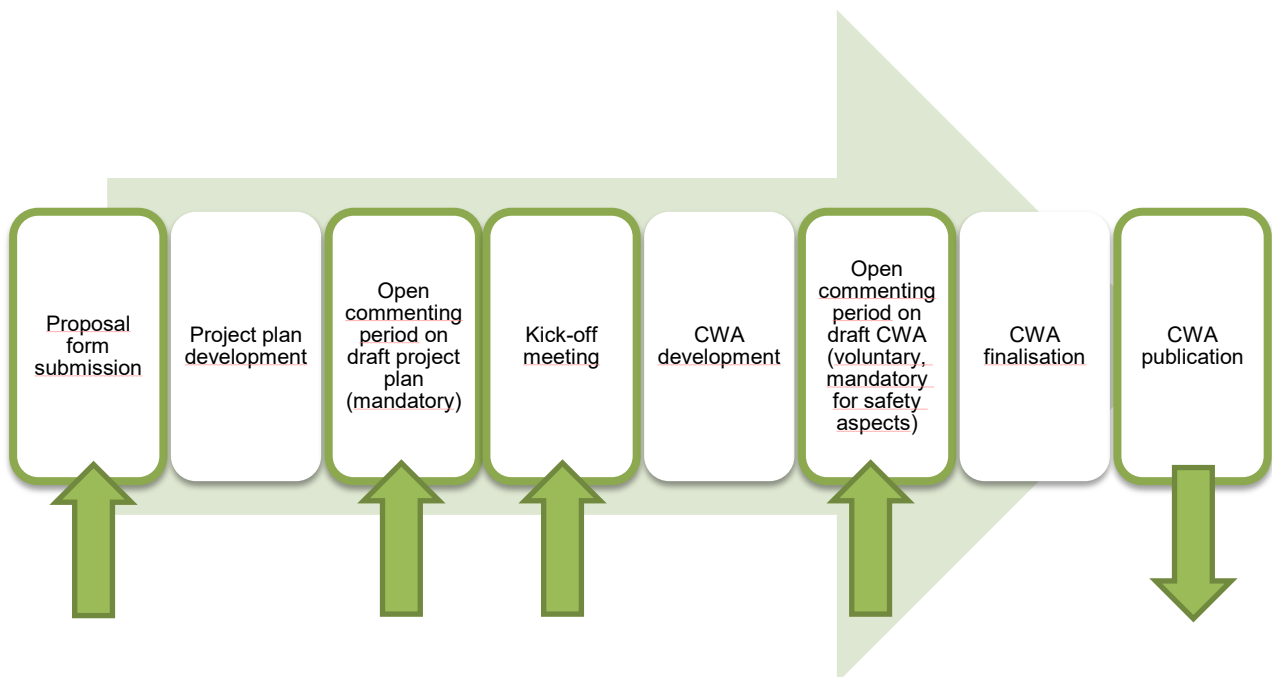 Proposal
form
submission
Project plan
development
Open
commenting
period on
draft project
plan
(mandatory)
Kick-off
meeting
CWA
development
Open
commenting
period on
draft CWA
(voluntary,
mandatory
for safety
aspects)
CWA
finalisation
CWA
publication